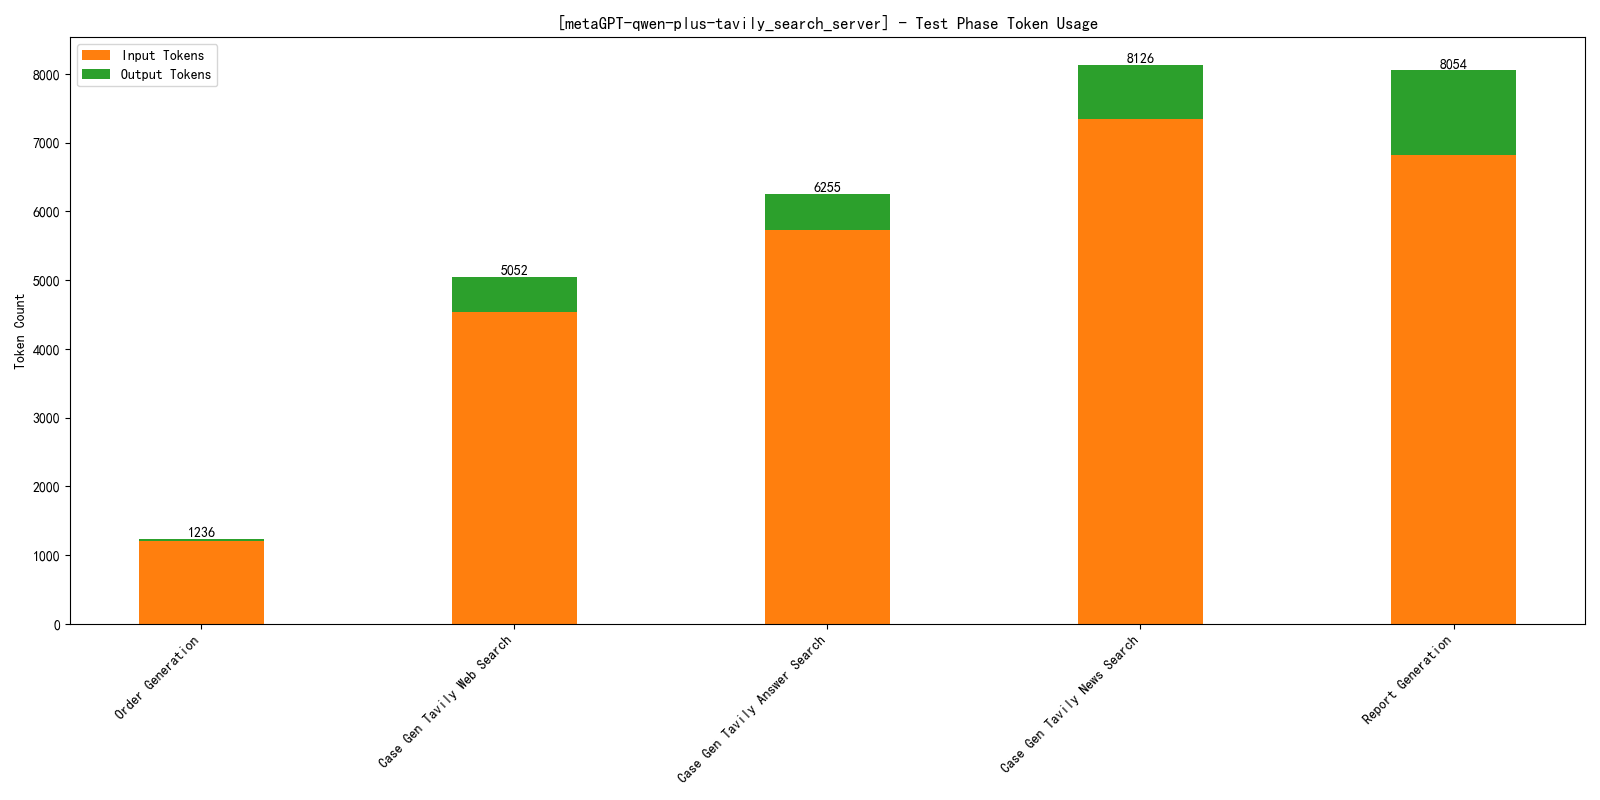 [metaGPT-qwen-plus-tavily_search_server] - Test Phase Token Usage
Input Tokens
Output Tokens
Token Count
8000
7000
6000
5000
4000
3000
2000
1000
0
1236
5052
6255
8126
8054
Order Generation
Case Gen Tavily Web Search
Case Gen Tavily Answer Search
Case Gen Tavily News Search
Report Generation